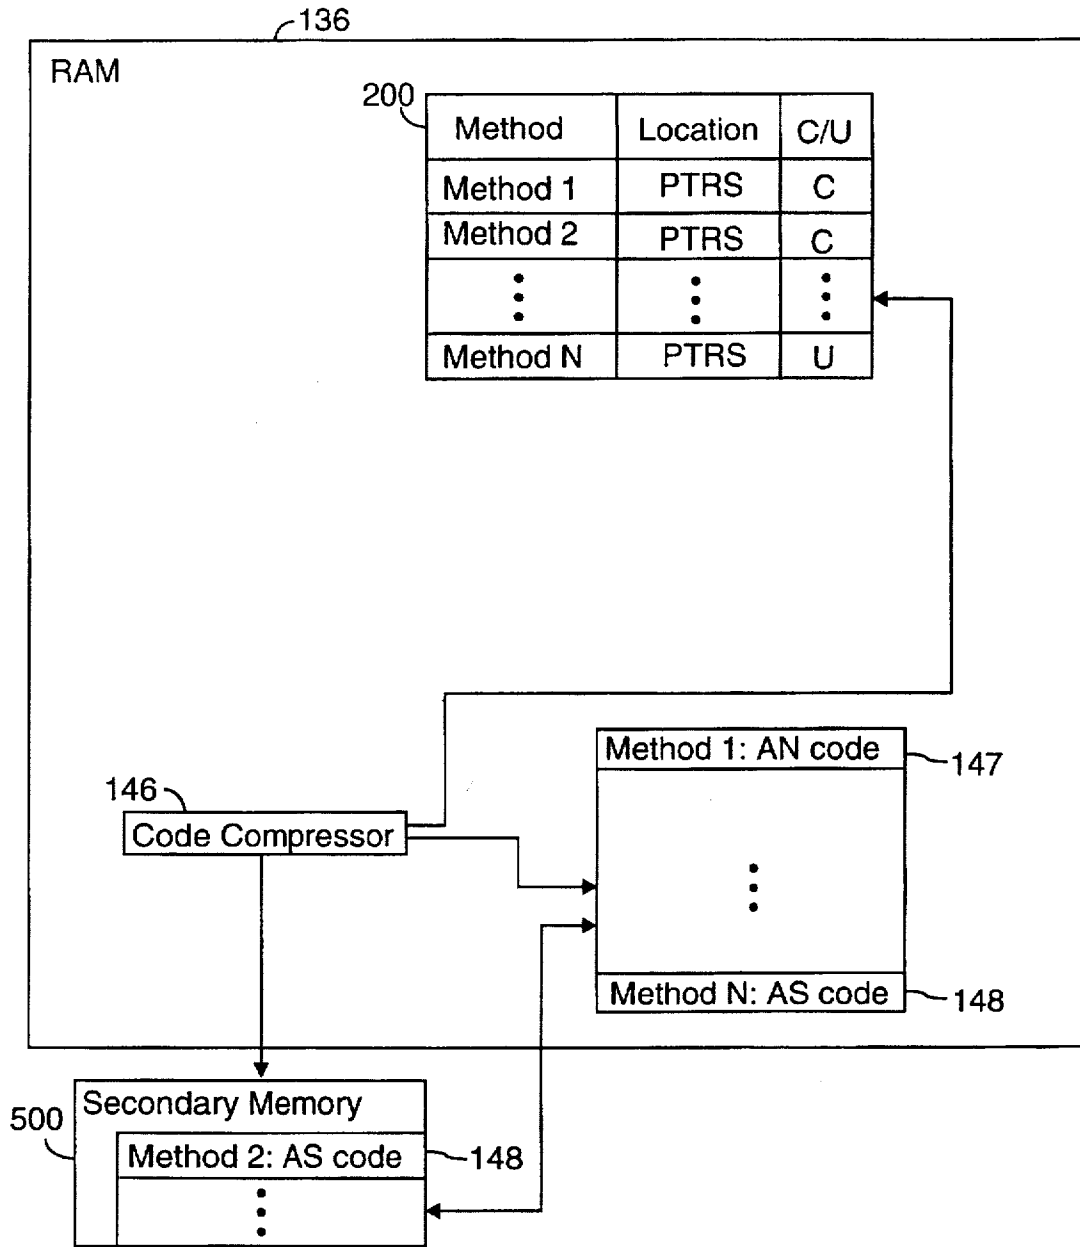 136
RAM
200
Method Location C/U
Method 1 PTRS C
Method 2 PTRS C
Method N PTRS U
Method 1: AN code
147
146
Code Compressor
Method N: AS code
148
500
Secondary Memory
Method 2: AS code
148